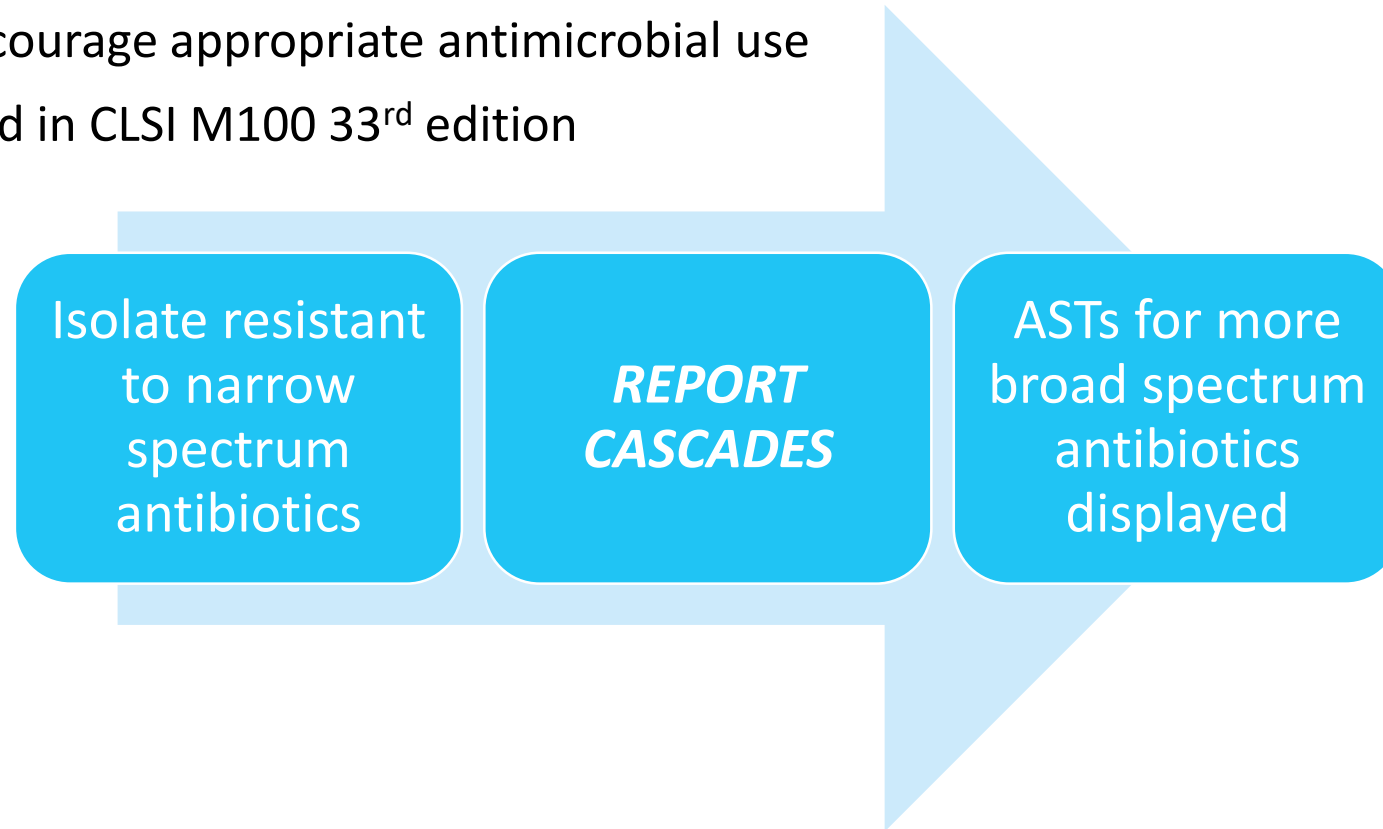 courage appropriate antimicrobial use
d in CLSI M100 33rd edition
Isolate resistant
to narrow
spectrum
antibiotics
REPORT
CASCADES
ASTs for more
broad spectrum
antibiotics
displayed